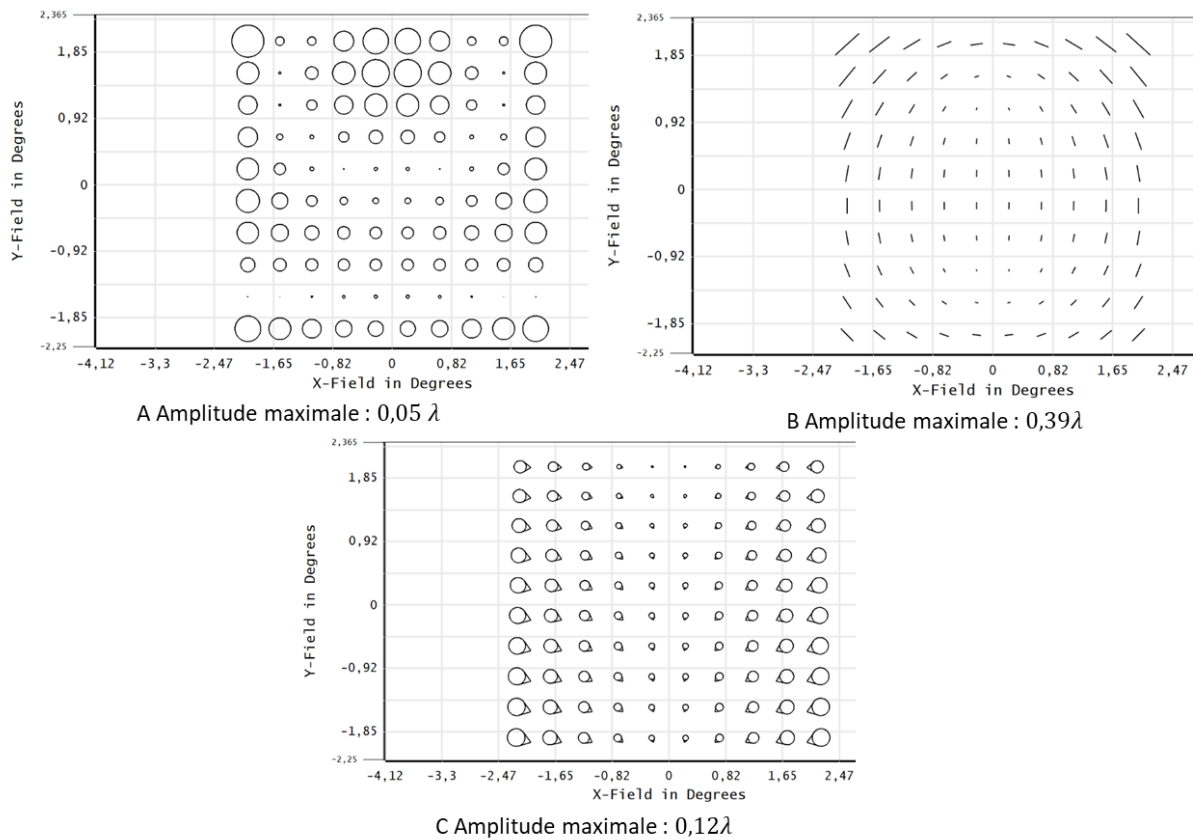 2,365
1,85
0,92
0
-0,92
-1,85
-2,25
Y-Field in Degrees
-4,12 -3,3 -2,47 -1,65 -0,82 0 0,82 1,65 2,47
X-Field in Degrees
A Amplitude maximale : 0,05 λ
2,365
1,85
0,92
0
-0,92
-1,85
-2,25
Y-Field in Degrees
-4,12 -3,3 -2,47 -1,65 -0,82 0 0,82 1,65 2,47
X-Field in Degrees
B Amplitude maximale : 0,39λ
2,365
1,85
0,92
0
-0,92
-1,85
-2,25
Y-Field in Degrees
-4,12 -3,3 -2,47 -1,65 -0,82 0 0,82 1,65 2,47
X-Field in Degrees
C Amplitude maximale : 0,12λ